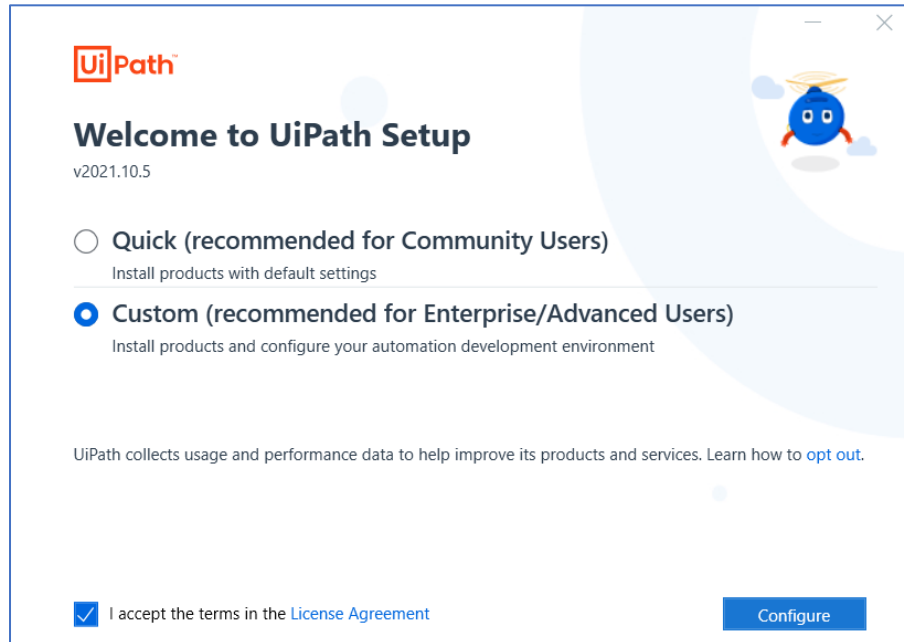 UiPath™
Welcome to UiPath Setup
v2021.10.5
Quick (recommended for Community Users)
Install products with default settings
Custom (recommended for Enterprise/Advanced Users)
Install products and configure your automation development environment
UiPath collects usage and performance data to help improve its products and services. Learn how to opt out.
I accept the terms in the License Agreement
Configure